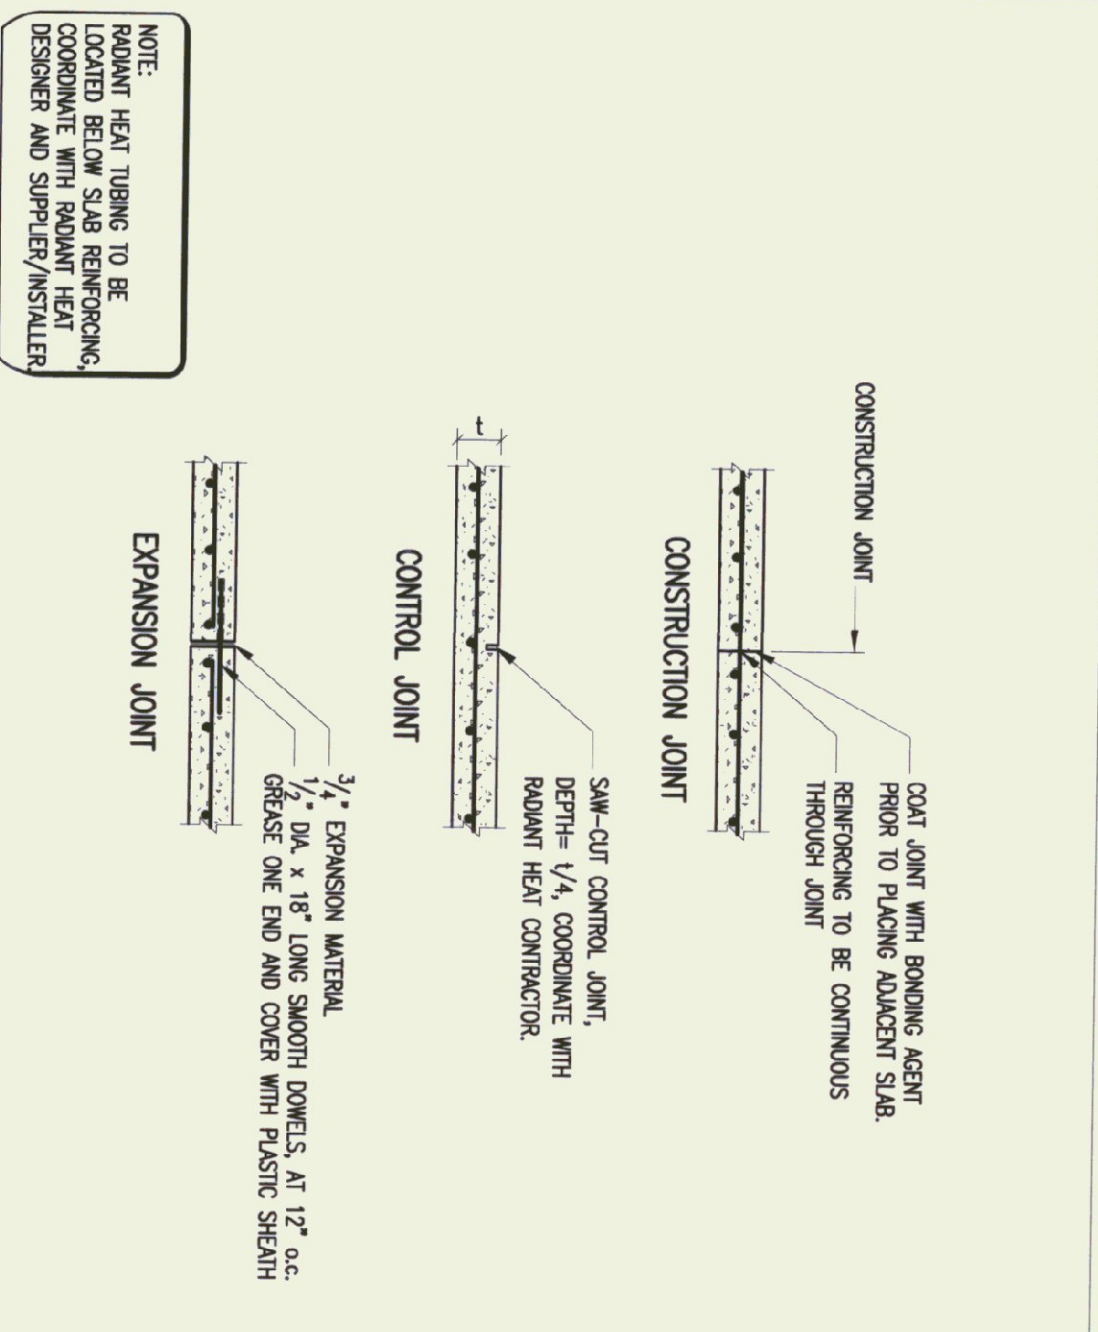 CONSTRUCTION JOINT
COAT JOINT WITH BONDING AGENT
PRIOR TO PLACING ADJACENT SLAB.
REINFORCING TO BE CONTINUOUS
THROUGH JOINT
CONSTRUCTION JOINT
t
SAW-CUT CONTROL JOINT,
DEPTH= t/4, COORDINATE WITH
RADIANT HEAT CONTRACTOR.
CONTROL JOINT
3/4" EXPANSION MATERIAL
1/2" DIA. x 18" LONG SMOOTH DOWELS, AT 12" o.c.
GREASE ONE END AND COVER WITH PLASTIC SHEATH
EXPANSION JOINT
NOTE:
RADIANT HEAT TUBING TO BE
LOCATED BELOW SLAB REINFORCING,
COORDINATE WITH RADIANT HEAT
DESIGNER AND SUPPLIER/INSTALLER.